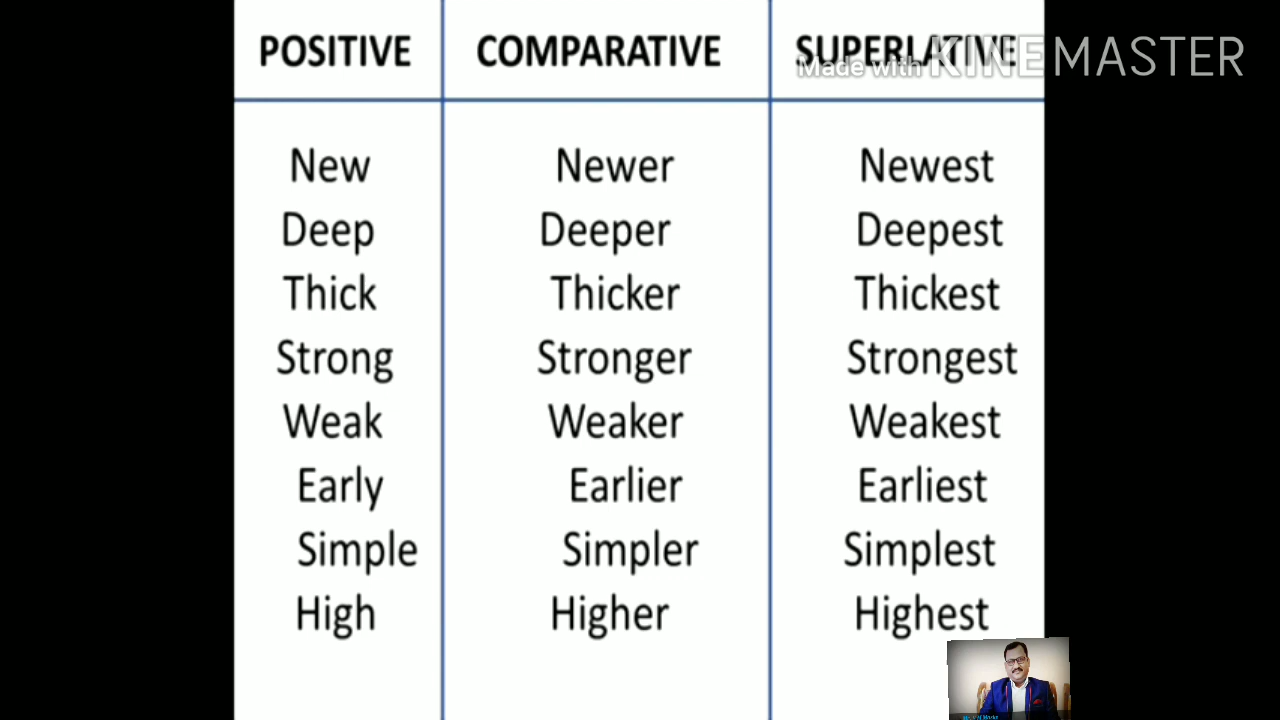 POSITIVE COMPARATIVE SUPERLATIVE
Made with KINEMASTER
New Newer Newest
Deep Deeper Deepest
Thick Thicker Thickest
Strong Stronger Strongest
Weak Weaker Weakest
Early Earlier Earliest
Simple Simpler Simplest
High Higher Highest